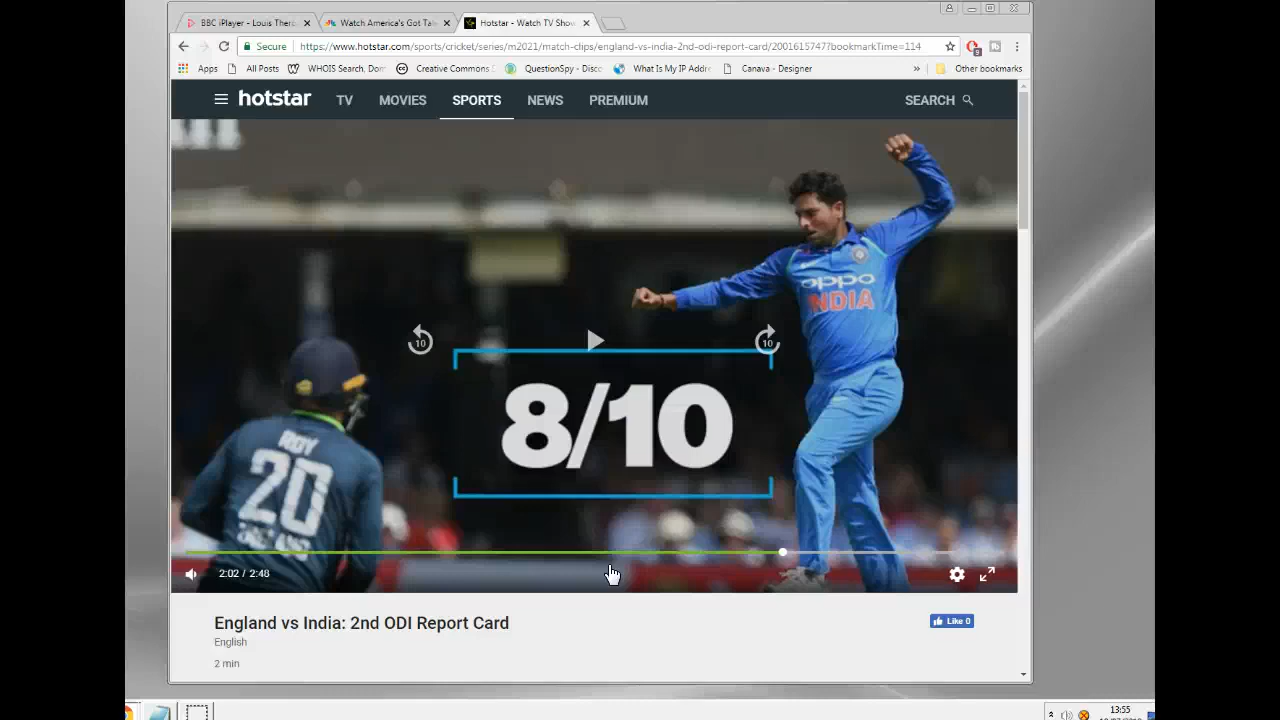 BBC iPlayer - Louis Ther
Watch America's Got Tal
Hotstar - Watch TV Show
Secure
https://www.hotstar.com/sports/cricket/series/m2021/match-clips/england-vs-india-2nd-odi-report-card/2001615747?bookmarkTime=114
Apps
All Posts
WHOIS Search, Dom
Creative Commons
QuestionSpy - Disco
What Is My IP Addre
Canava - Designer
»
Other bookmarks
hotstar
TV
MOVIES
SPORTS
NEWS
PREMIUM
SEARCH
oppo
INDIA
10
10
8/10
ROY
20
2:02 / 2:48
England vs India: 2nd ODI Report Card
Like 0
English
2 min
13:55